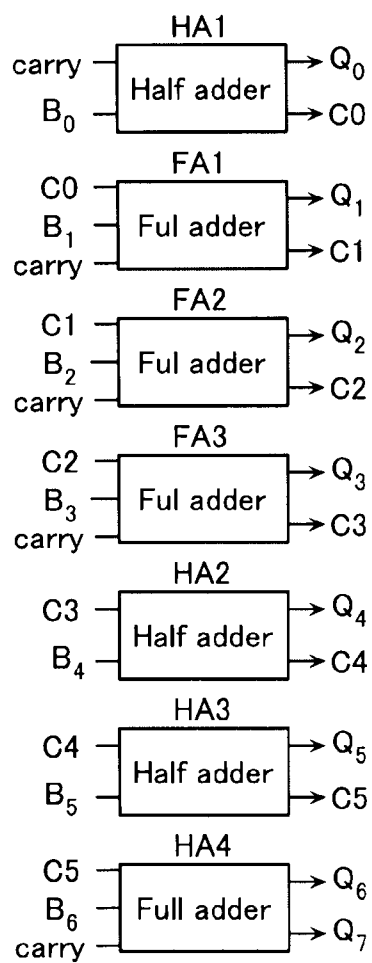 HA1
carry
B0
Half adder
Q0
C0
FA1
C0
B1
carry
Ful adder
Q1
C1
FA2
C1
B2
carry
Ful adder
Q2
C2
FA3
C2
B3
carry
Ful adder
Q3
C3
HA2
C3
B4
Half adder
Q4
C4
HA3
C4
B5
Half adder
Q5
C5
HA4
C5
B6
carry
Full adder
Q6
Q7